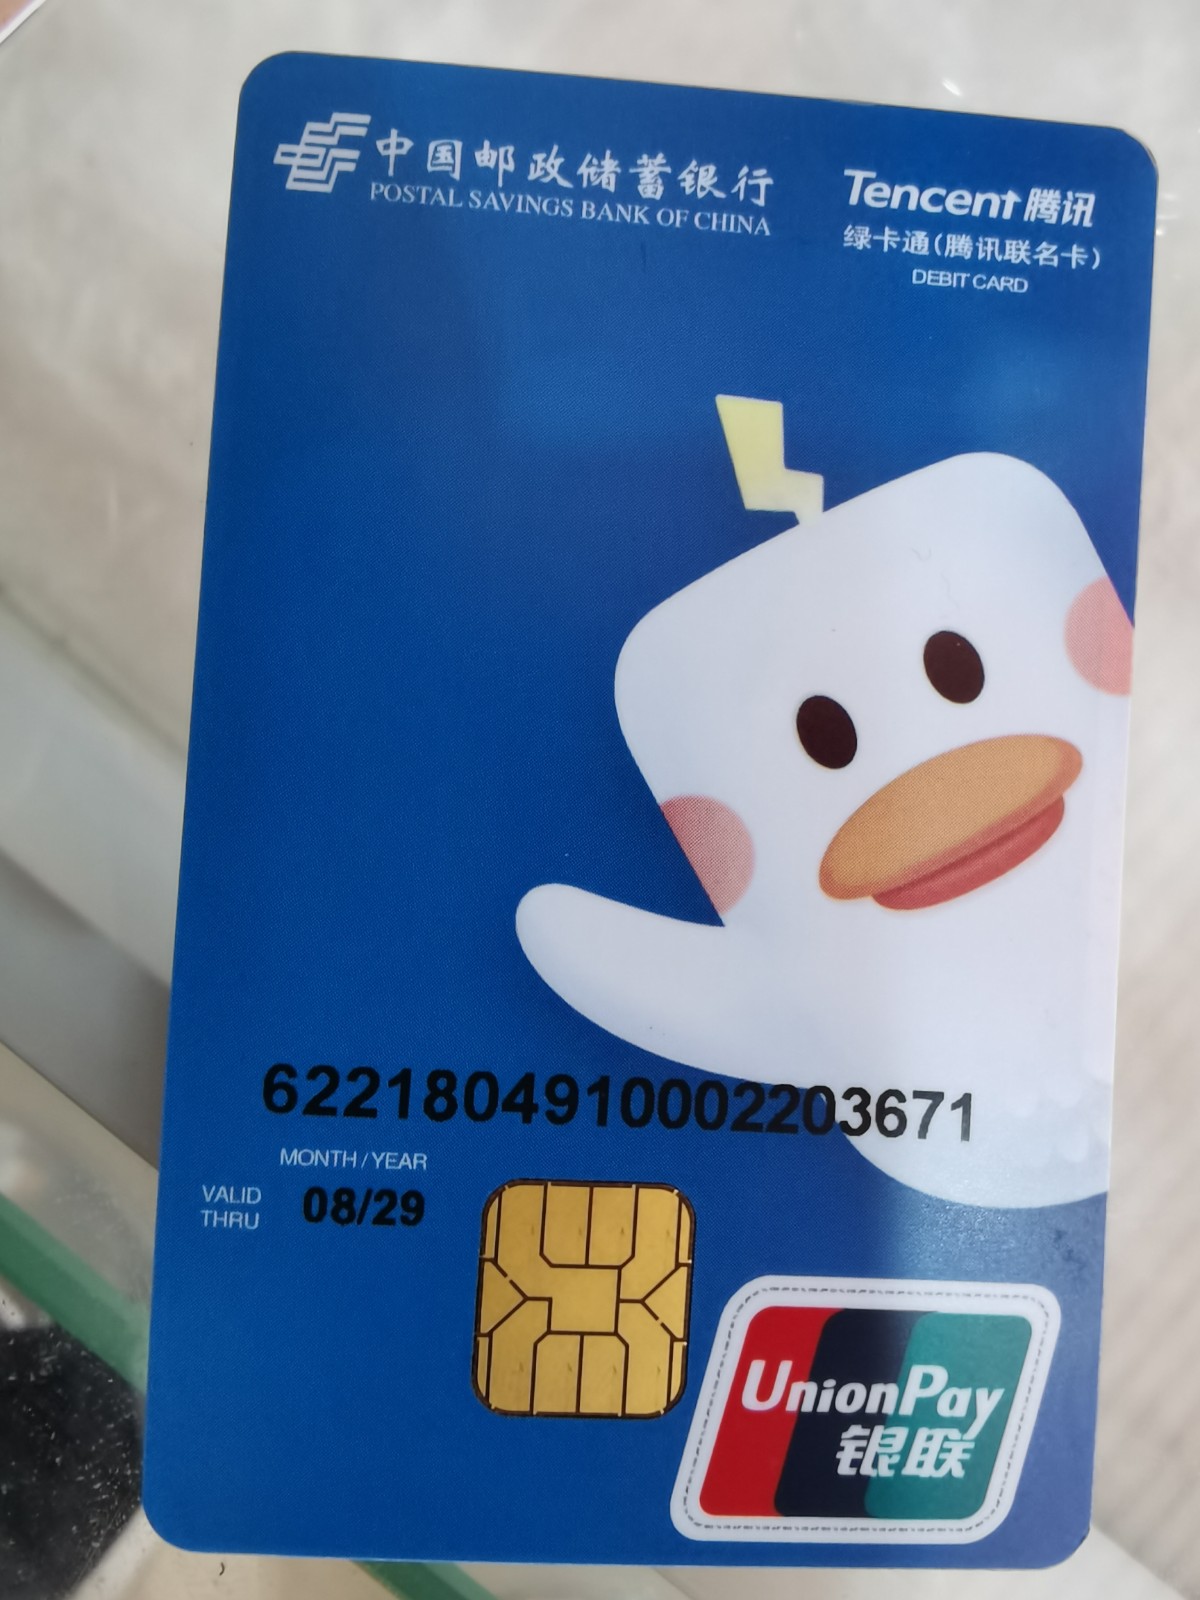 中国邮政储蓄银行
POSTAL SAVINGS BANK OF CHINA
Tencent 腾讯
绿卡通(腾讯联名卡)
DEBIT CARD
6221804910002203671
MONTH/YEAR
VALID THRU 08/29
UnionPay
银联